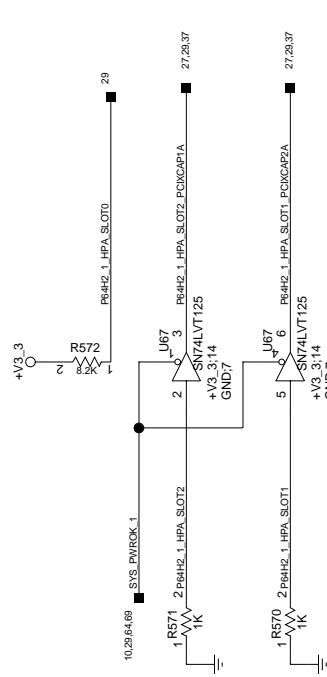 29
P64H2_1_HPA_SLOT0
R572
8.2K
2
1
+V3_3
27,29,37
P64H2_1_HPA_SLOT2_PCIXCAP1A
U67
1
2
3
SN74LVT125
+V3_3;14
GND;7
SYS_PWROK_1
10,29,64,69
P64H2_1_HPA_SLOT2
2
1
R571
1K
27,29,37
P64H2_1_HPA_SLOT1_PCIXCAP2A
U67
4
5
6
SN74LVT125
+V3_3;14
GND;7
P64H2_1_HPA_SLOT1
2
1
R570
1K